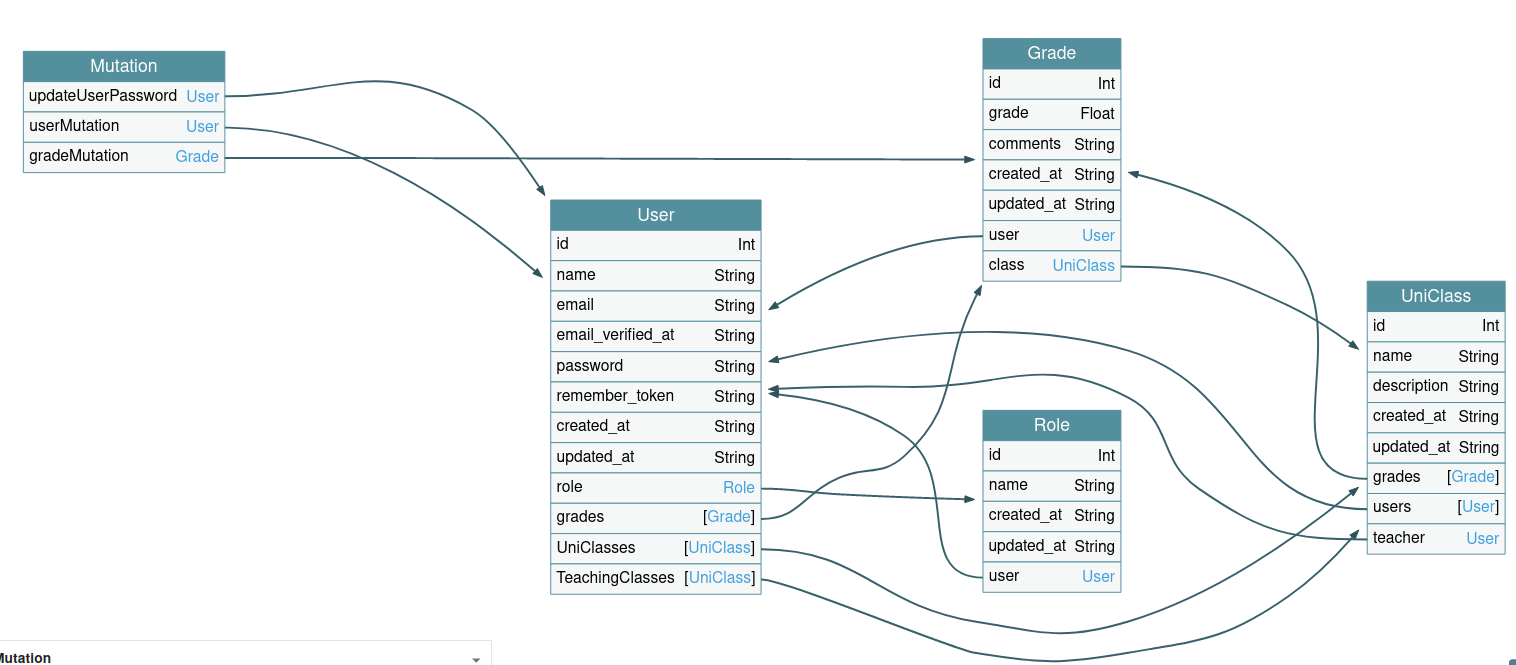 Mutation
updateUserPassword User
userMutation User
gradeMutation Grade
User
id Int
name String
email String
email_verified_at String
password String
remember_token String
created_at String
updated_at String
role Role
grades [Grade]
UniClasses [UniClass]
TeachingClasses [UniClass]
Grade
id Int
grade Float
comments String
created_at String
updated_at String
user User
class UniClass
Role
id Int
name String
created_at String
updated_at String
user User
UniClass
id Int
name String
description String
created_at String
updated_at String
grades [Grade]
users [User]
teacher User
Mutation